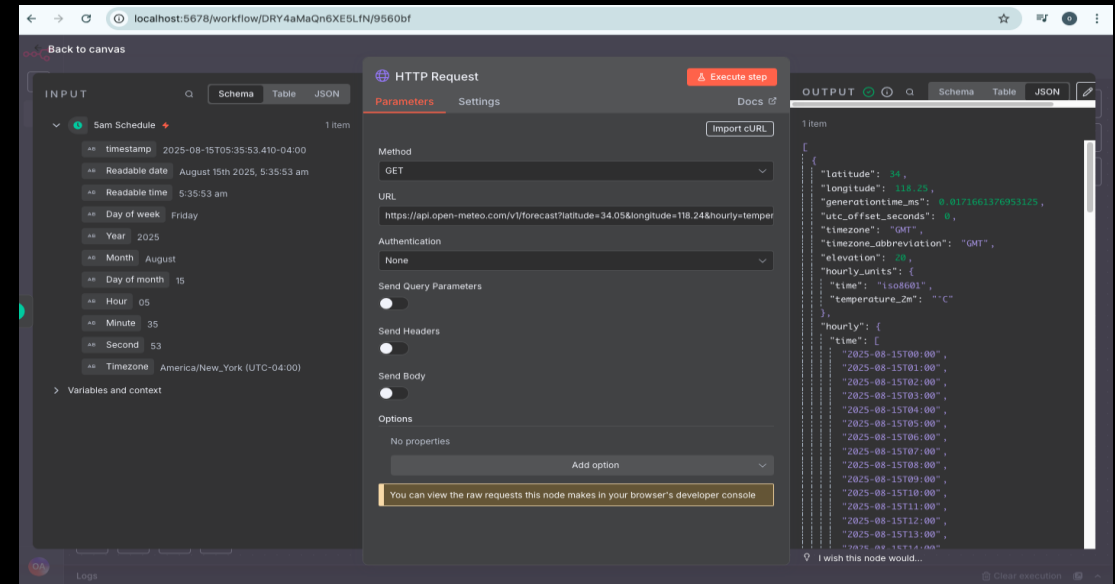 localhost:5678/workflow/DRY4aMaQn6XE5LfN/9560bf
Back to canvas
INPUT
Schema Table JSON
5am Schedule 1 item
timestamp 2025-08-15T05:35:53.410-04:00
Readable date August 15th 2025, 5:35:53 am
Readable time 5:35:53 am
Day of week Friday
Year 2025
Month August
Day of month 15
Hour 05
Minute 35
Second 53
Timezone America/New_York (UTC-04:00)
Variables and context
HTTP Request
Execute step
Parameters Settings Docs
Import cURL
Method
GET
URL
https://api.open-meteo.com/v1/forecast?latitude=34.05&longitude=118.24&hourly=temper
Authentication
None
Send Query Parameters
Send Headers
Send Body
Options
No properties
Add option
You can view the raw requests this node makes in your browser's developer console
OUTPUT
Schema Table JSON
1 item
[
{
"latitude": 34,
"longitude": 118.25,
"generationtime_ms": 0.0171661376953125,
"utc_offset_seconds": 0,
"timezone": "GMT",
"timezone_abbreviation": "GMT",
"elevation": 20,
"hourly_units": {
"time": "iso8601",
"temperature_2m": "°C"
},
"hourly": {
"time": [
"2025-08-15T00:00",
"2025-08-15T01:00",
"2025-08-15T02:00",
"2025-08-15T03:00",
"2025-08-15T04:00",
"2025-08-15T05:00",
"2025-08-15T06:00",
"2025-08-15T07:00",
"2025-08-15T08:00",
"2025-08-15T09:00",
"2025-08-15T10:00",
"2025-08-15T11:00",
"2025-08-15T12:00",
"2025-08-15T13:00",
"2025-08-15T14:00"
I wish this node would...
OA
Logs
Clear execution